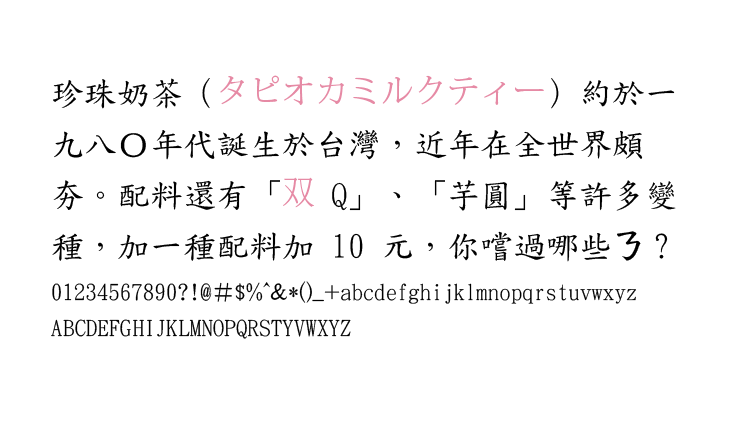 珍珠奶茶（タピオカミルクティー）約於一
九八〇年代誕生於台灣，近年在全世界頗
夯。配料還有「双 Q」、「芋圓」等許多變
種，加一種配料加 10 元，你嚐過哪些ㄋ？
01234567890?!@#$%^&*()_+abcdefghijklmnopqrstuvwxyz
ABCDEFGHIJKLMNOPQRSTYVWXYZ